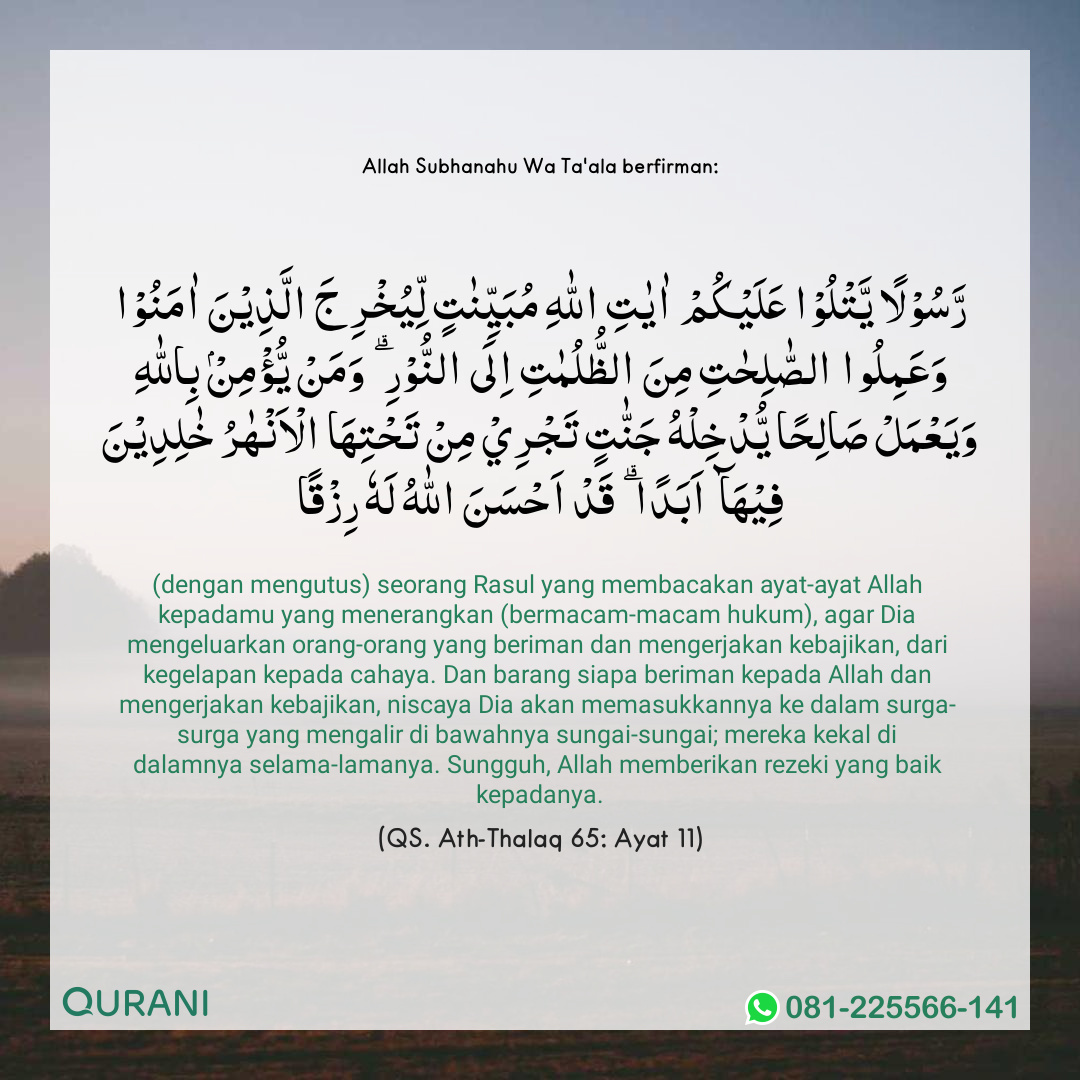 Allah Subhanahu Wa Ta'ala berfirman:
رَّسُوْلًا يَّتْلُوْا عَلَيْكُمْ اٰيٰتِ اللّٰهِ مُبَيِّنٰتٍ لِّيُخْرِجَ الَّذِيْنَ اٰمَنُوْا
وَعَمِلُوا الصّٰلِحٰتِ مِنَ الظُّلُمٰتِ اِلَى النُّوْرِ ۗ وَمَنْ يُّؤْمِنْۢ بِاللّٰهِ
وَيَعْمَلْ صَالِحًا يُّدْخِلْهُ جَنّٰتٍ تَجْرِيْ مِنْ تَحْتِهَا الْاَنْهٰرُ خٰلِدِيْنَ
فِيْهَآ اَبَدًا ۗ قَدْ اَحْسَنَ اللّٰهُ لَهٗ رِزْقًا
(dengan mengutus) seorang Rasul yang membacakan ayat-ayat Allah
kepadamu yang menerangkan (bermacam-macam hukum), agar Dia
mengeluarkan orang-orang yang beriman dan mengerjakan kebajikan, dari
kegelapan kepada cahaya. Dan barang siapa beriman kepada Allah dan
mengerjakan kebajikan, niscaya Dia akan memasukkannya ke dalam surga-
surga yang mengalir di bawahnya sungai-sungai; mereka kekal di
dalamnya selama-lamanya. Sungguh, Allah memberikan rezeki yang baik
kepadanya.
(QS. Ath-Thalaq 65: Ayat 11)
QURANI
081-225566-141